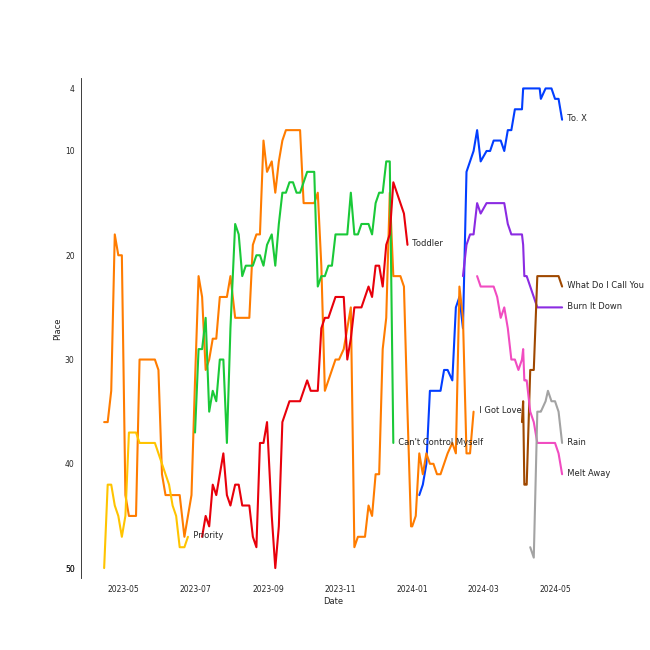 4
To. X
10
Toddler
20
What Do I Call You
Burn It Down
Place
30
I Got Love
Can't Control Myself
Rain
40
Melt Away
Priority
50
2023-05 2023-07 2023-09 2023-11 2024-01 2024-03 2024-05
Date